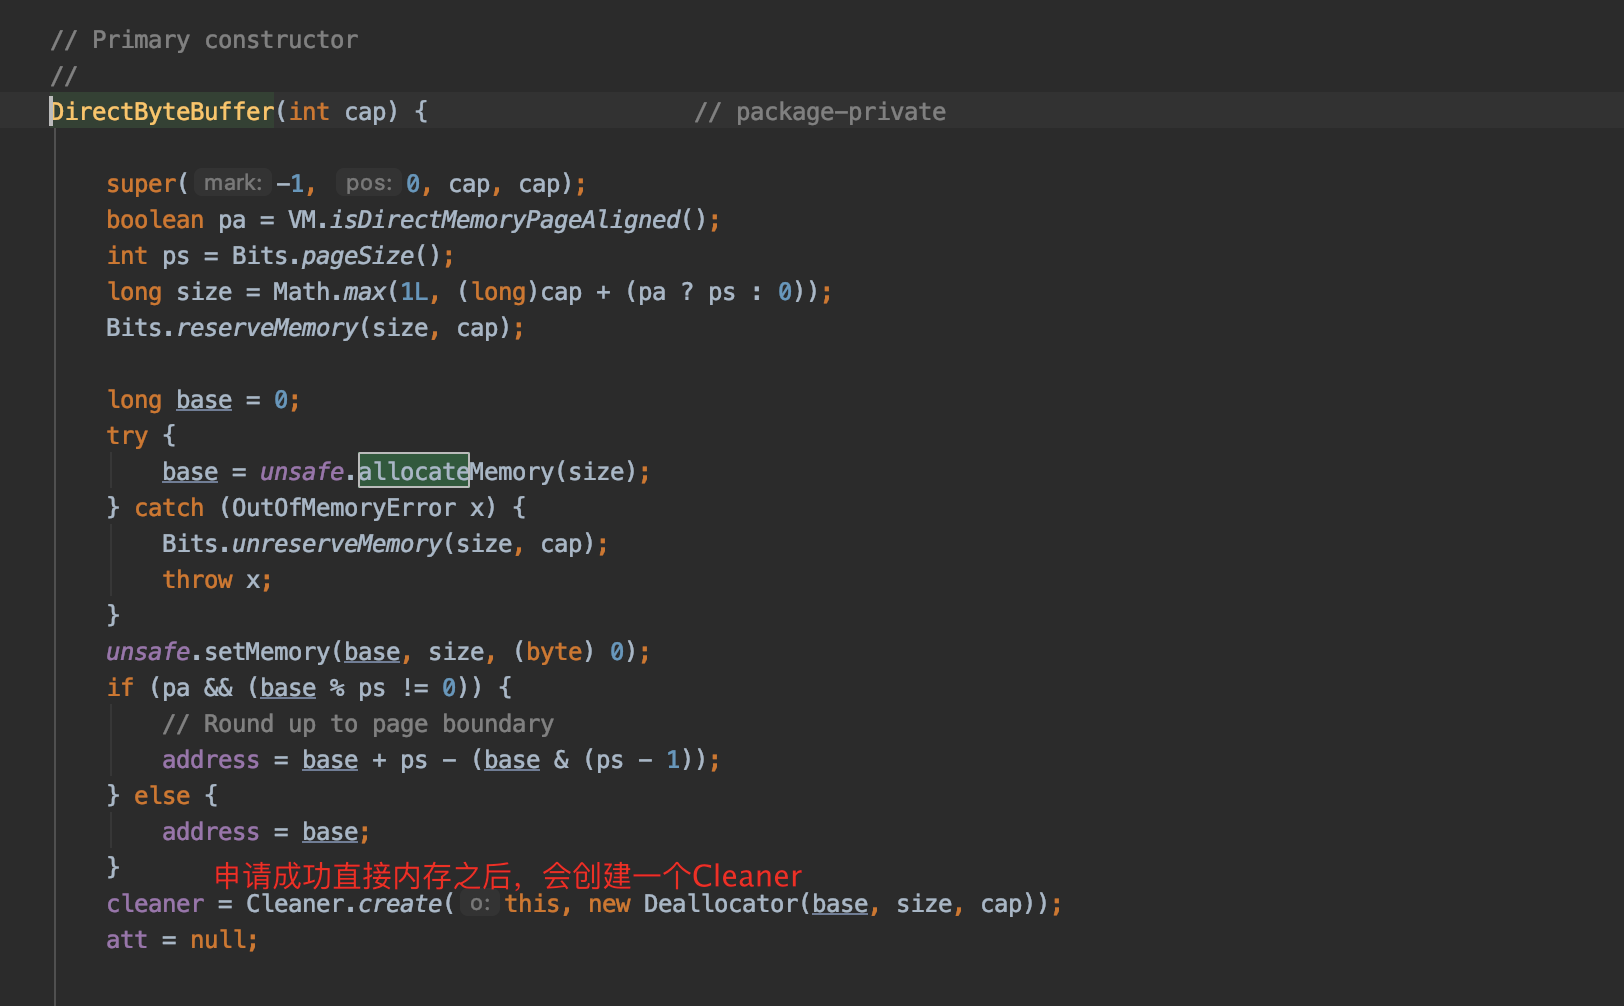 // Primary constructor
//
DirectByteBuffer(int cap) {                   // package-private
super( mark: -1,  pos: 0, cap, cap);
boolean pa = VM.isDirectMemoryPageAligned();
int ps = Bits.pageSize();
long size = Math.max(1L, (long)cap + (pa ? ps : 0));
Bits.reserveMemory(size, cap);
long base = 0;
try {
base = unsafe.allocateMemory(size);
} catch (OutOfMemoryError x) {
Bits.unreserveMemory(size, cap);
throw x;
}
unsafe.setMemory(base, size, (byte) 0);
if (pa && (base % ps != 0)) {
// Round up to page boundary
address = base + ps - (base & (ps - 1));
} else {
address = base;
}
申请成功直接内存之后，会创建一个Cleaner
cleaner = Cleaner.create( o: this, new Deallocator(base, size, cap));
att = null;